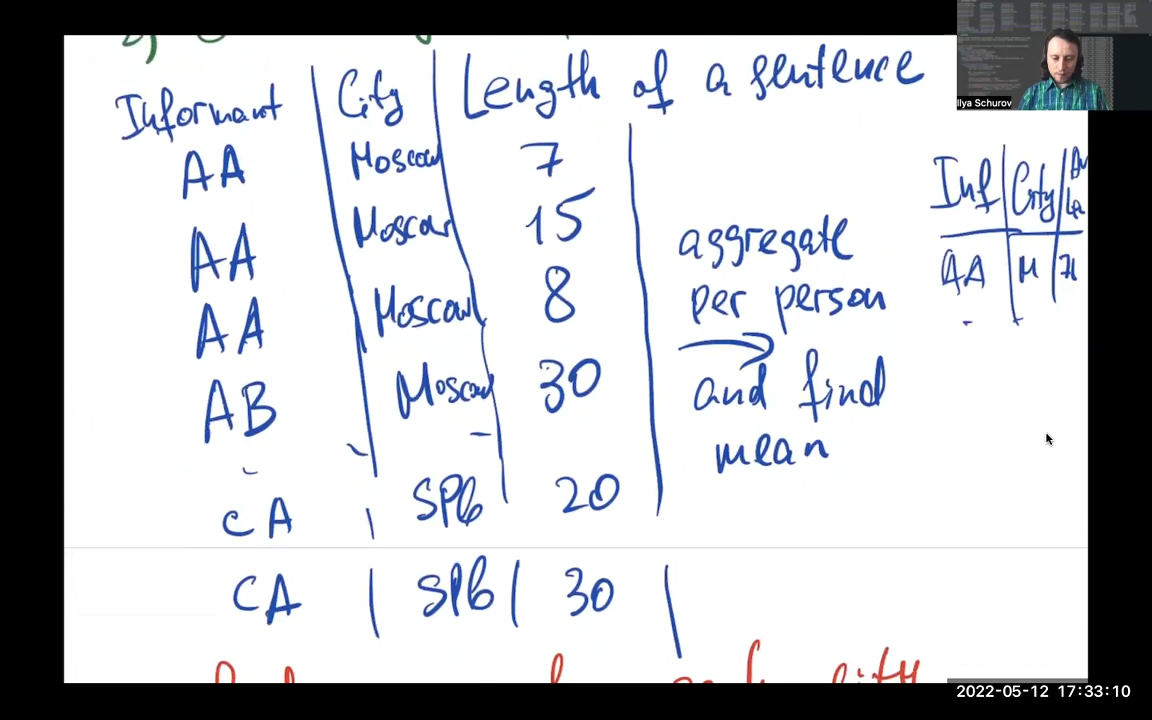 Informant | City | Length of a sentence
AA | Moscow | 7
AA | Moscow | 15
AA | Moscow | 8
AB | Moscow | 30
CA | SPb | 20
CA | SPb | 30
aggregate
per person
and find
mean
Inf | City |
AA | M |
city
Ilya Schurov
2022-05-12 17:33:10